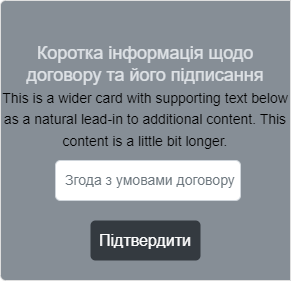 Коротка інформація щодо
договору та його підписання
This is a wider card with supporting text below
as a natural lead-in to additional content. This
content is a little bit longer.
Згода з умовами договору
Підтвердити